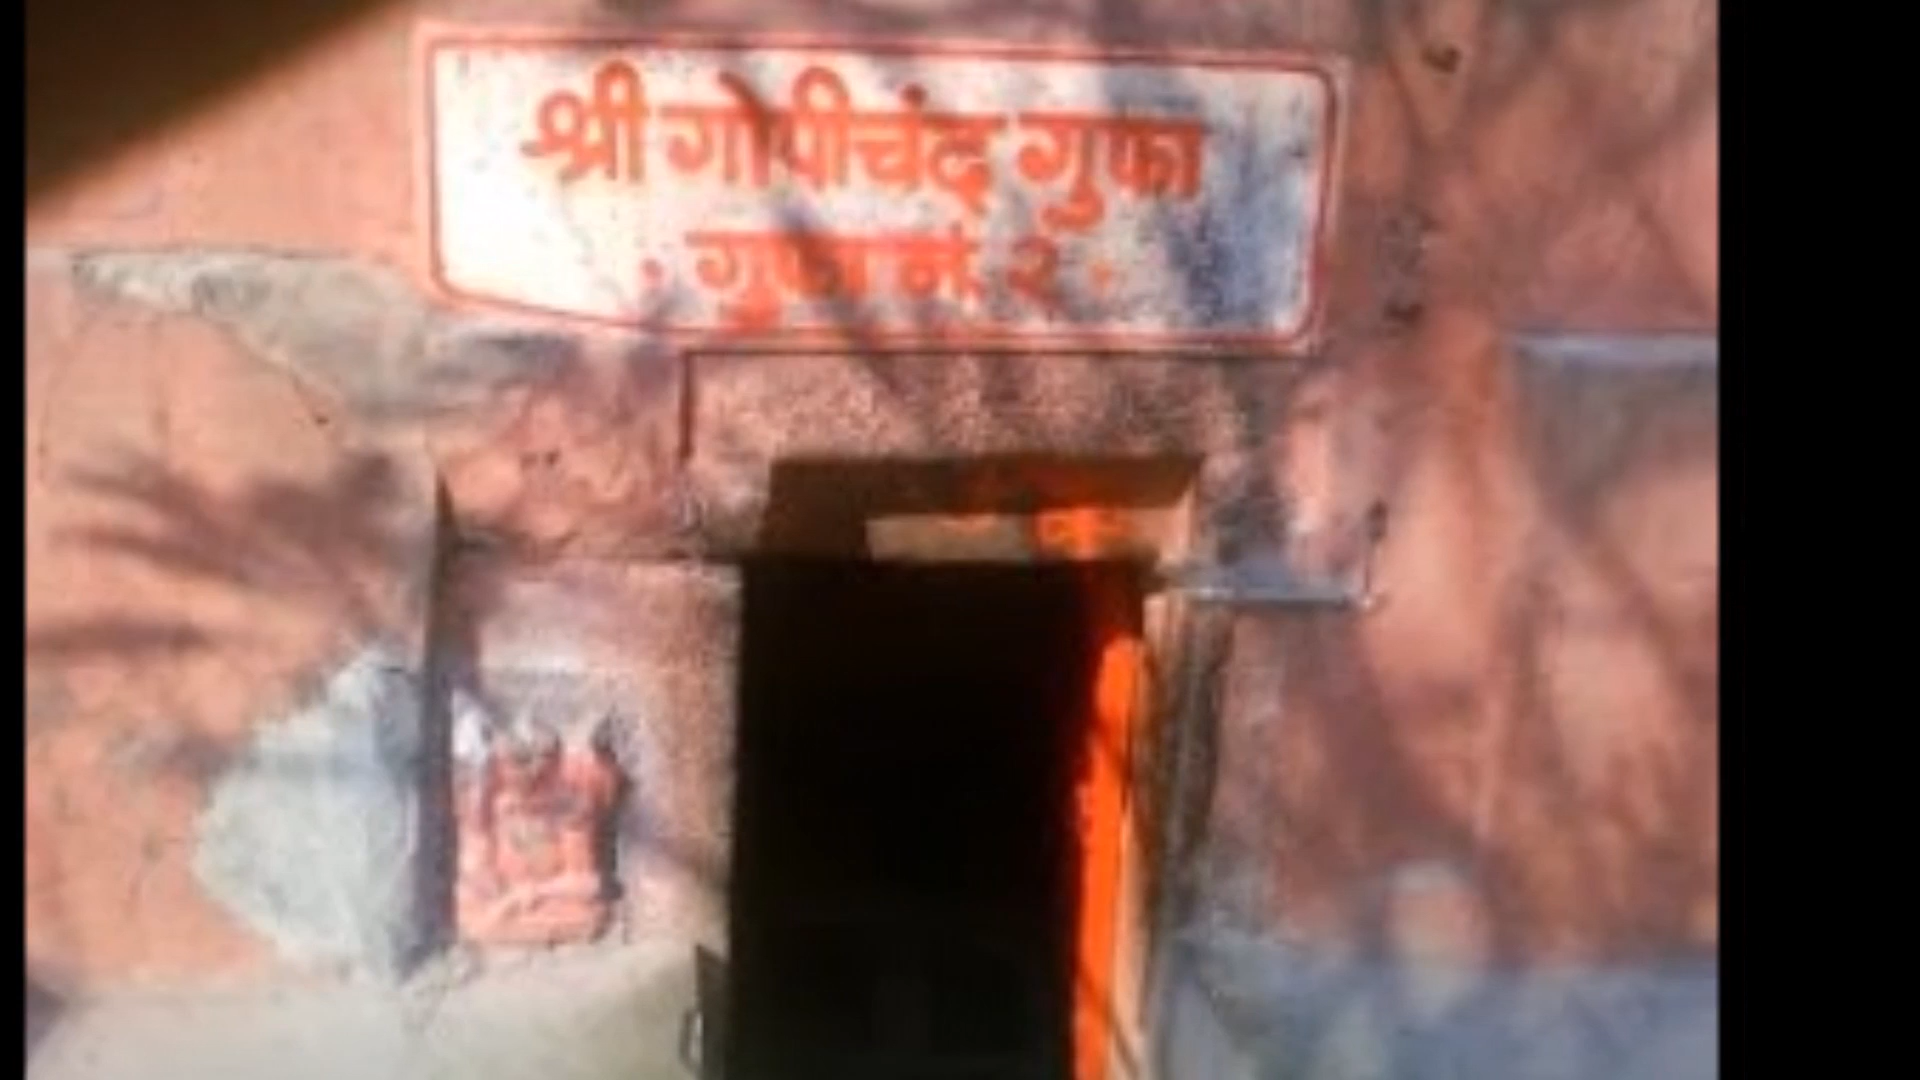 श्री गोपीचंद गुफा
• गुफा नं. २ •